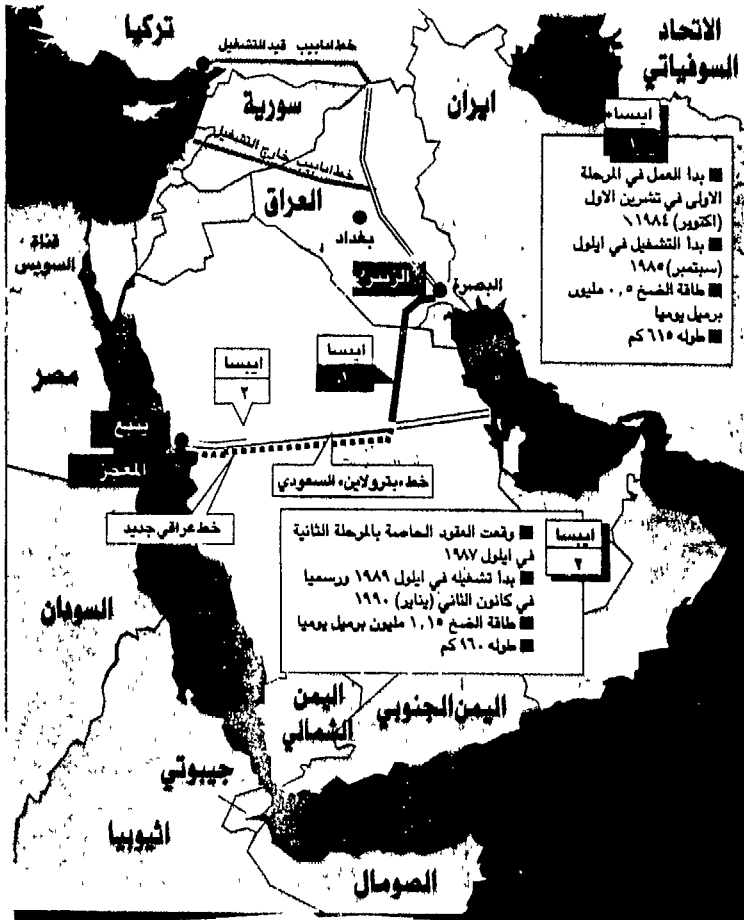 تركيا
الاتحاد
السوفياتي
خط انابيب قيد التشغيل
سورية
ايران
خط انابيب خارج التشغيل
العراق
بغداد
قناة
السويس
البصرة
ايبسا
١
■ بدا العمل في المرحلة
الاولى في تشرين الاول
(اكتوبر) ١٩٨٤
■ بدا التشغيل في ايلول
(سبتمبر) ١٩٨٥
■ طاقة الضخ ٠,٥ مليون
برميل يوميا
■ طوله ٦١٥ كم
مصر
ايبسا
١
ايبسا
٢
ينبع
المعجز
خط «بترولاين» السعودي
خط عراقي جديد
ايبسا
٢
■ وقعت العقود الخاصة بالمرحلة الثانية
في ايلول ١٩٨٧
■ بدا تشغيله في ايلول ١٩٨٩ ورسميا
في كانون الثاني (يناير) ١٩٩٠
■ طاقة الضخ ١,١٥ مليون برميل يوميا
■ طوله ٩٦٠ كم
السودان
اليمن
الشمالي
اليمن الجنوبي
جيبوتي
اثيوبيا
الصومال